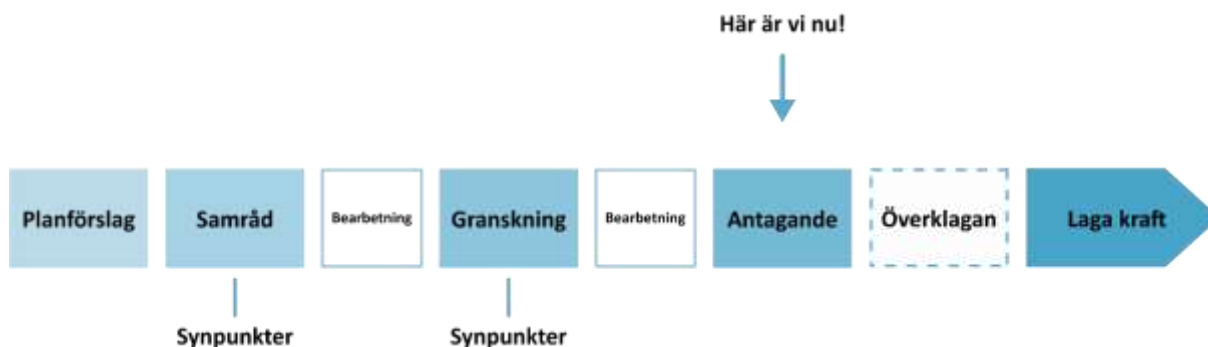 Här är vi nu!
Planförslag
Samråd
Bearbetning
Granskning
Bearbetning
Antagande
Överklagan
Laga kraft
Synpunkter
Synpunkter